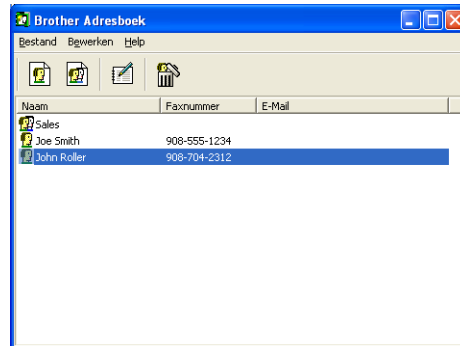 Brother Adresboek
Bestand Bewerken Help
Naam Faxnummer E-Mail
Sales
Joe Smith 908-555-1234
John Roller 908-704-2312